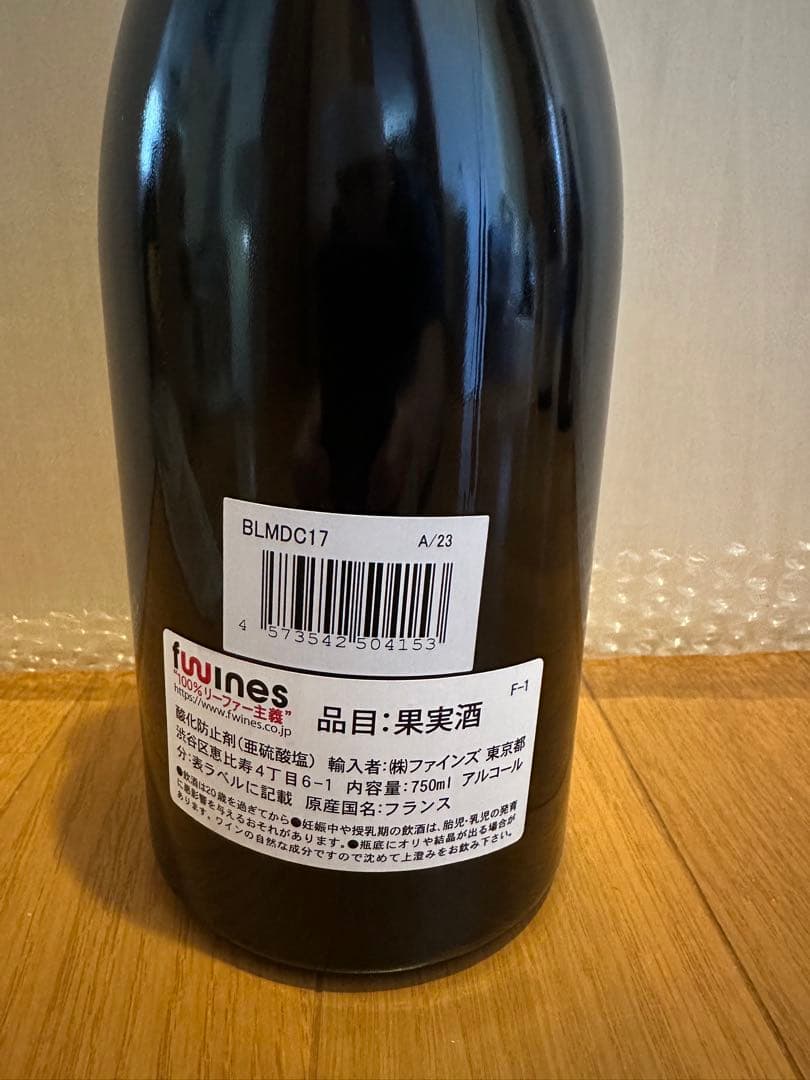 BLMDC17 A/23
4 573542 504153
fwines
"100%リーファー主義"
https://www.fwines.co.jp
F-1
品目：果実酒
酸化防止剤(亜硫酸塩) 輸入者：(株)ファインズ 東京都
渋谷区恵比寿4丁目6-1 内容量：750ml アルコール
分：表ラベルに記載 原産国名：フランス
●飲酒は20歳を過ぎてから●妊娠中や授乳期の飲酒は、胎児・乳児の発育
に悪影響を与えるおそれがあります。●瓶底にオリや結晶が出る場合が
あります。ワインの自然な成分ですので沈めて上澄みをお飲み下さい。